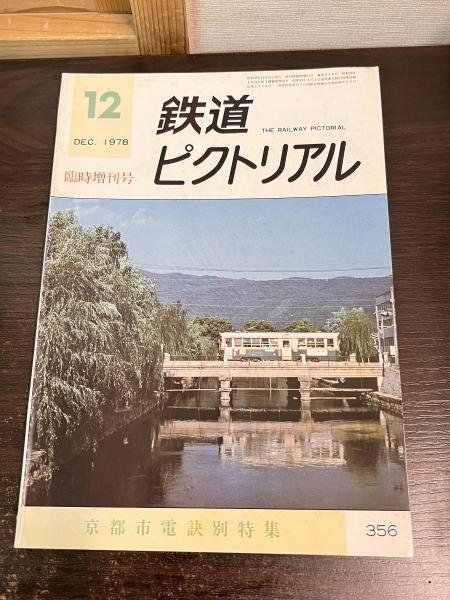 12
DEC. 1978
臨時増刊号
鉄道
THE RAILWAY PICTORIAL
ピクトリアル
京都市電訣別特集
356